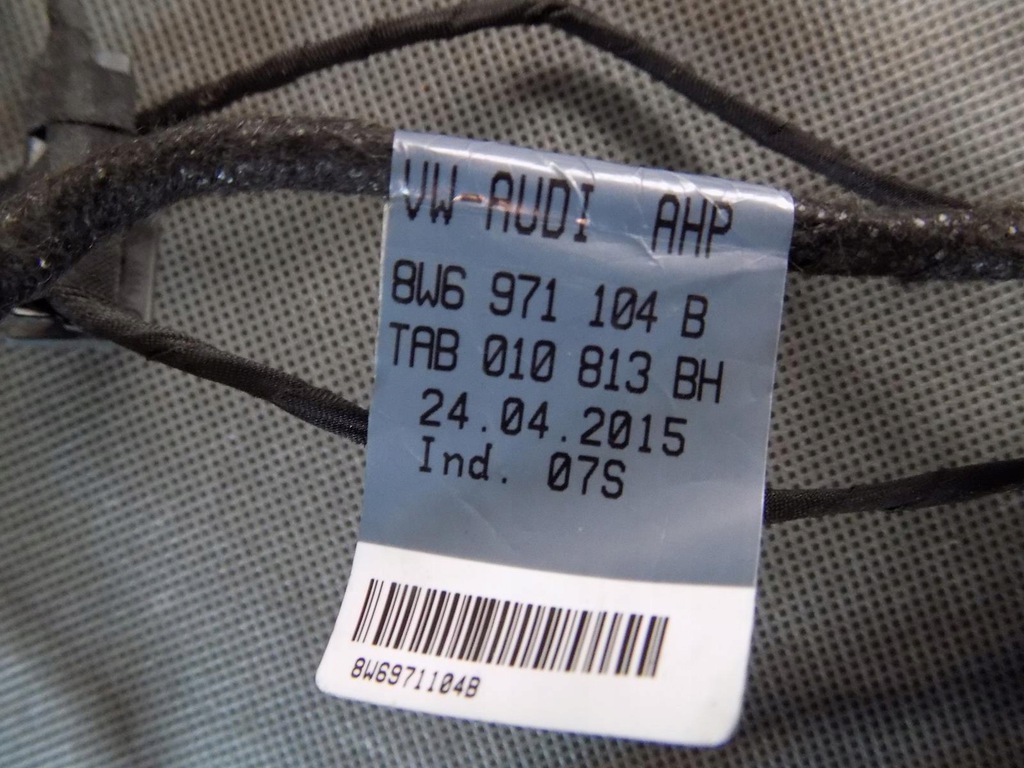 VW-AUDI AHP
8W6 971 104 B
TAB 010 813 BH
24.04.2015
Ind. 07S
8W6971104B